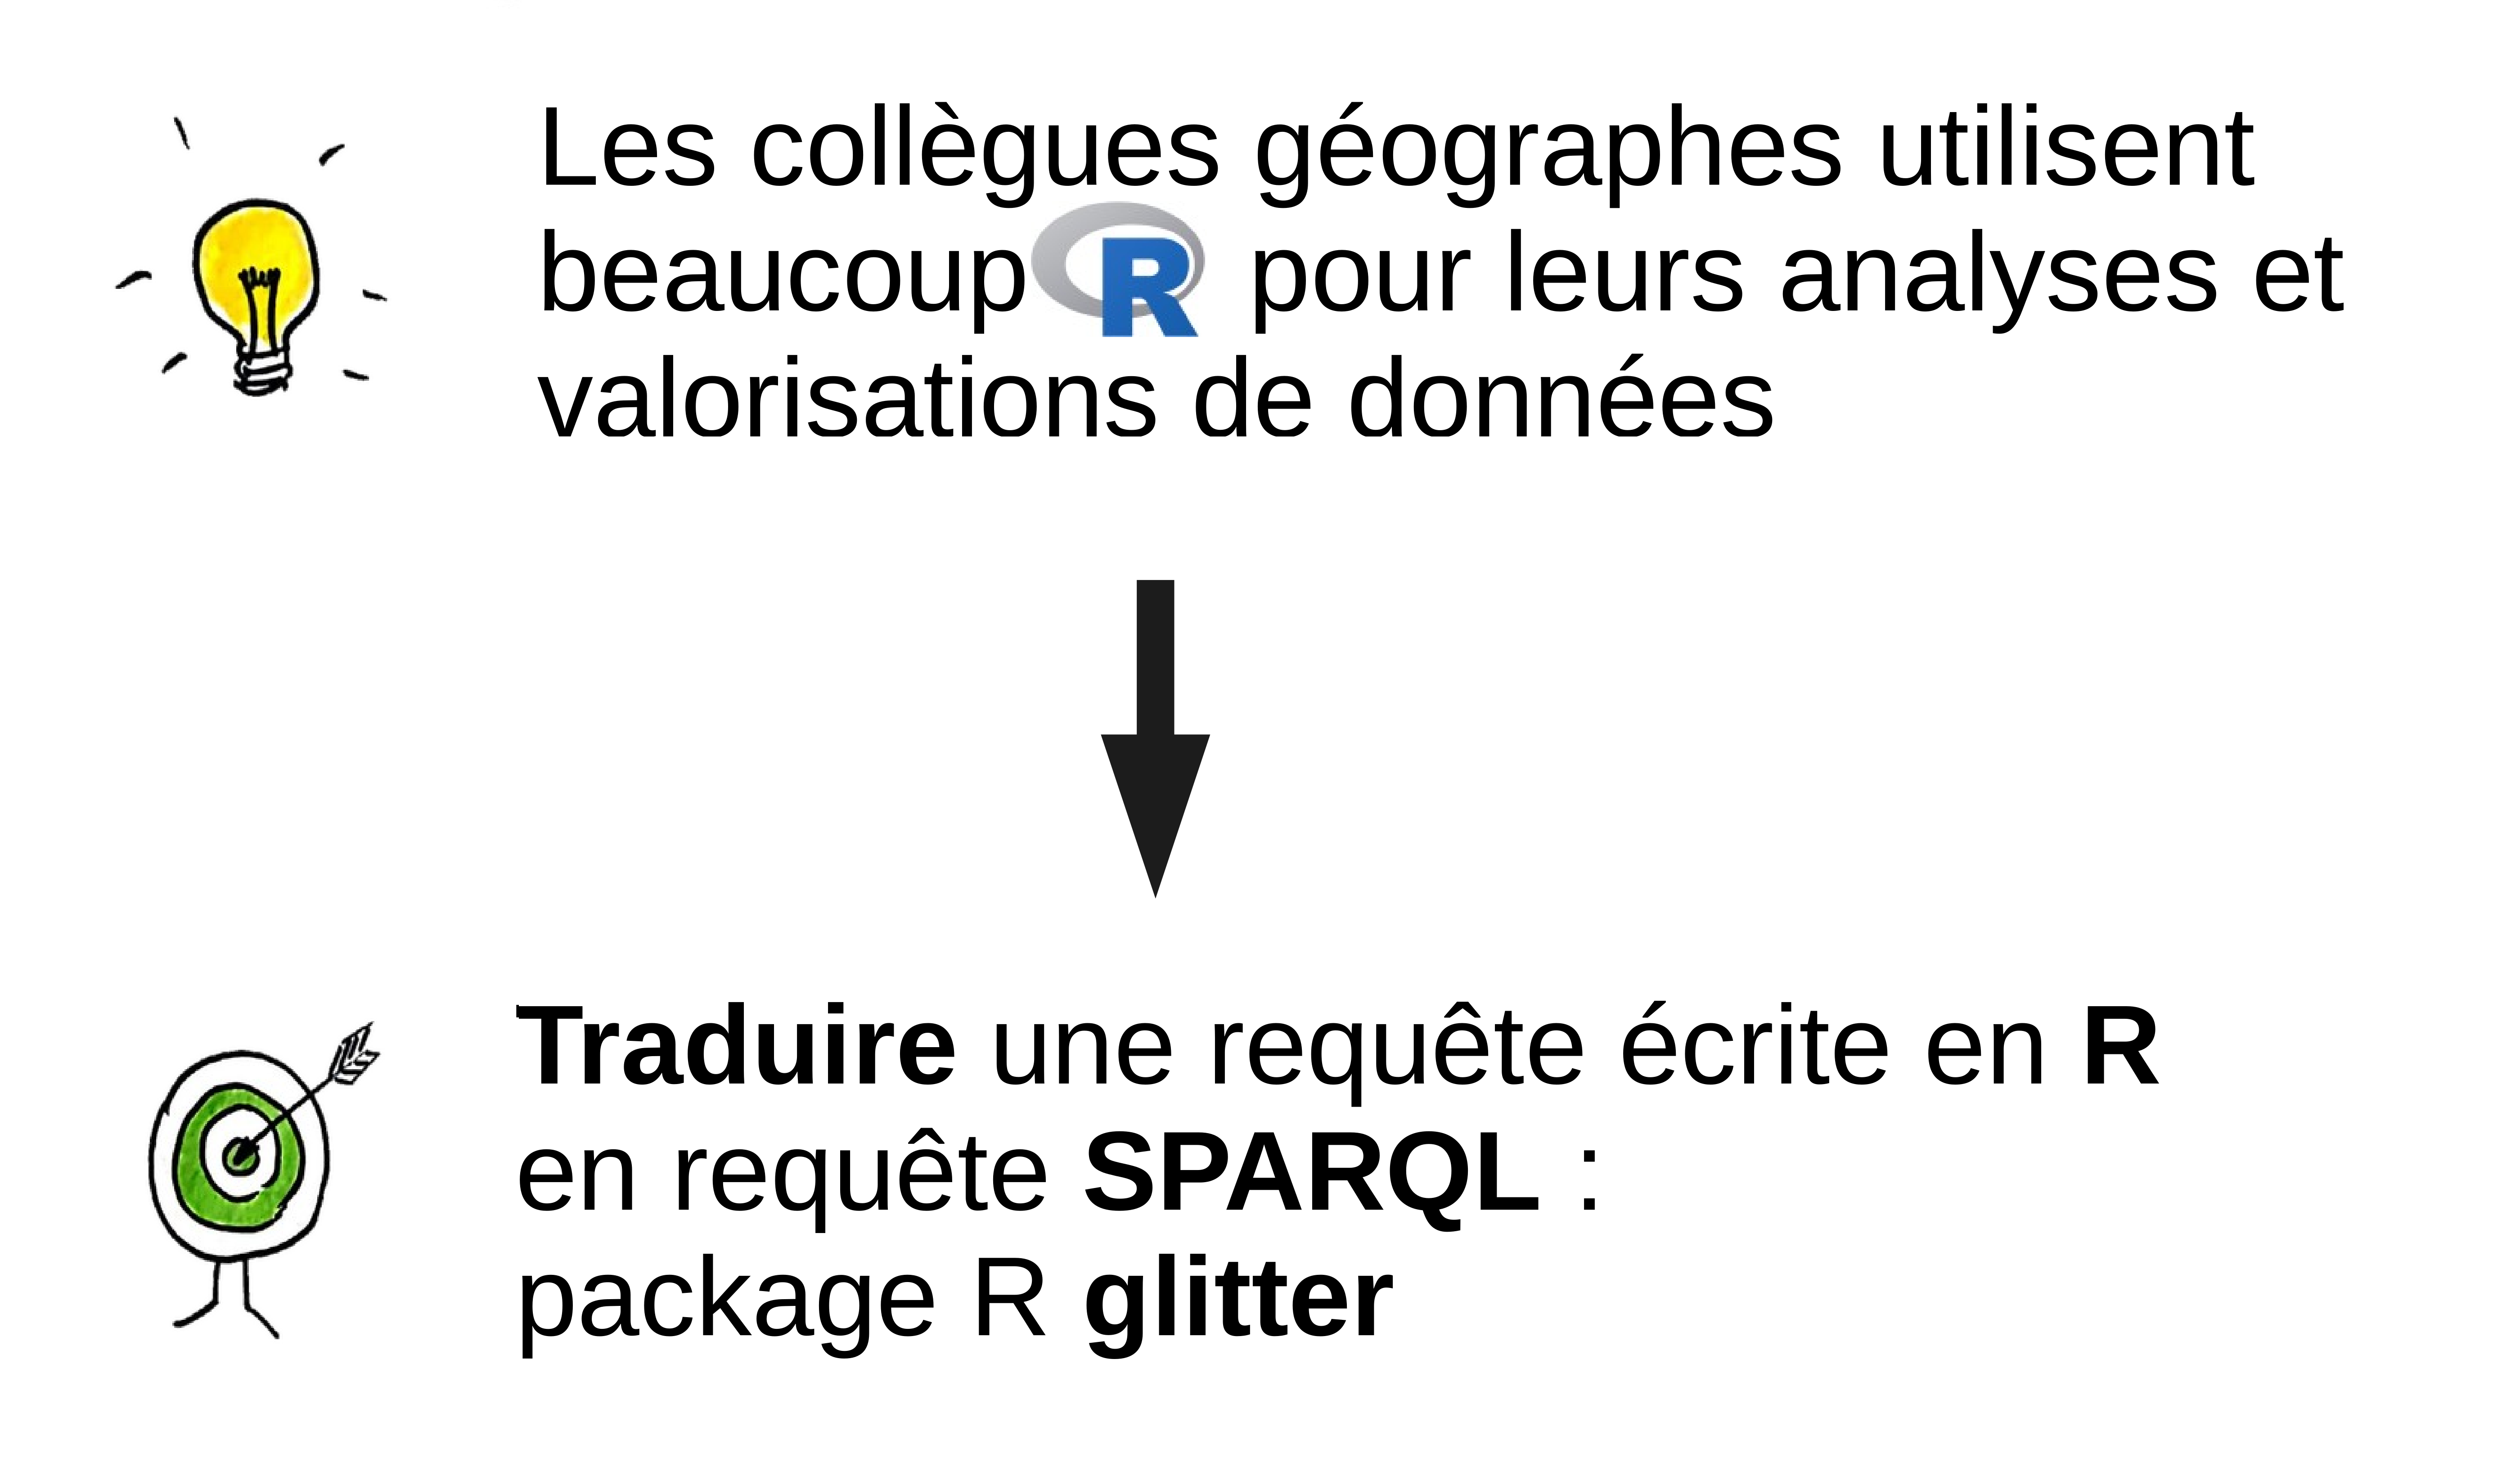 Les collègues géographes utilisent
beaucoup R pour leurs analyses et
valorisations de données
Traduire une requête écrite en R
en requête SPARQL :
package R glitter